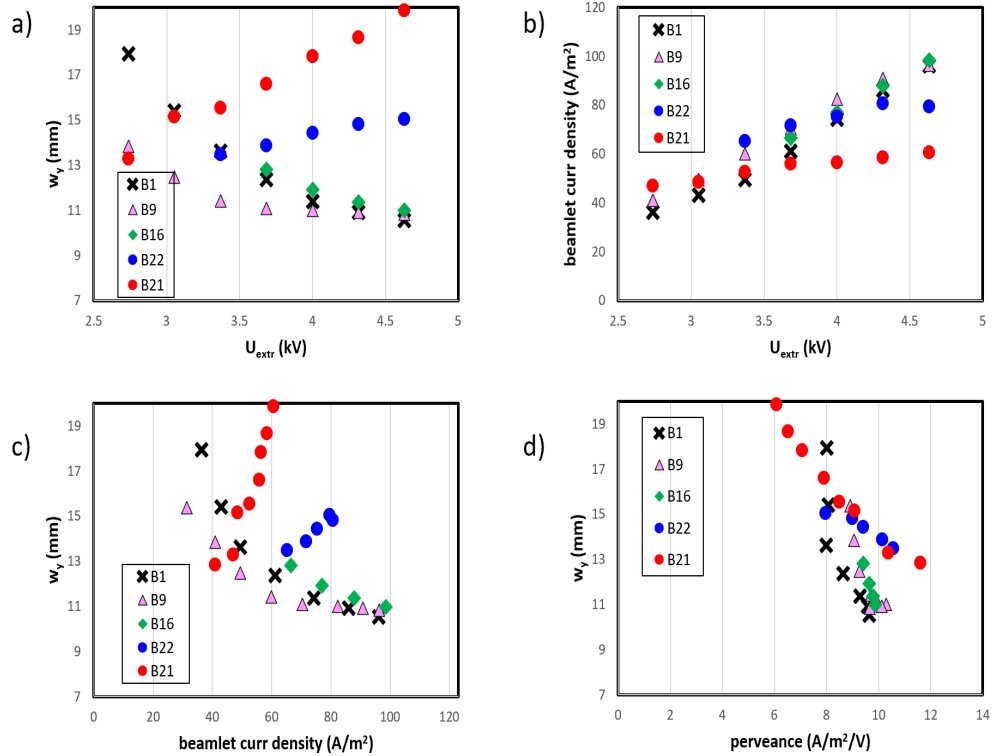 a)
19
17
15
13
11
9
7
w_y (mm)
B1
B9
B16
B22
B21
2.5 3 3.5 4 4.5 5
U_extr (kV)
b)
120
100
80
60
40
20
0
beamlet curr density (A/m²)
B1
B9
B16
B22
B21
2.5 3 3.5 4 4.5 5
U_extr (kV)
c)
19
17
15
13
11
9
7
w_y (mm)
B1
B9
B16
B22
B21
0 20 40 60 80 100 120
beamlet curr density (A/m²)
d)
19
17
15
13
11
9
7
w_y (mm)
B1
B9
B16
B22
B21
0 2 4 6 8 10 12 14
perveance (A/m²/V)